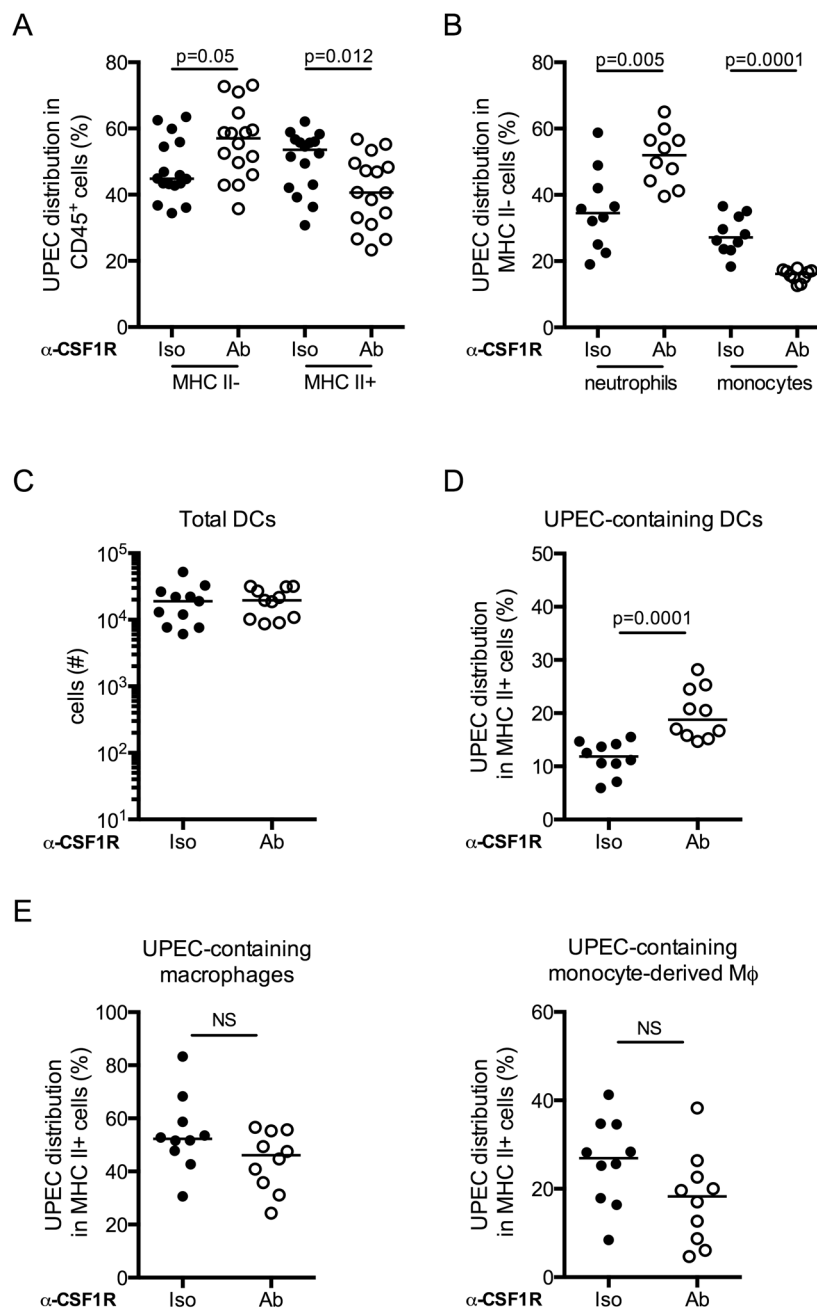 A
UPEC distribution in
CD45⁺ cells (%)
80
60
40
20
0
p=0.05
p=0.012
α-CSF1R
Iso
Ab
Iso
Ab
MHC II-
MHC II+
B
UPEC distribution in
MHC II- cells (%)
80
60
40
20
0
p=0.005
p=0.0001
α-CSF1R
Iso
Ab
Iso
Ab
neutrophils
monocytes
C
Total DCs
cells (#)
10⁵
10⁴
10³
10²
10¹
α-CSF1R
Iso
Ab
D
UPEC-containing DCs
UPEC distribution
in MHC II+ cells (%)
50
40
30
20
10
0
p=0.0001
α-CSF1R
Iso
Ab
E
UPEC-containing
macrophages
UPEC distribution
in MHC II+ cells (%)
100
80
60
40
20
0
NS
α-CSF1R
Iso
Ab
UPEC-containing
monocyte-derived Mϕ
UPEC distribution
in MHC II+ cells (%)
60
40
20
0
NS
α-CSF1R
Iso
Ab